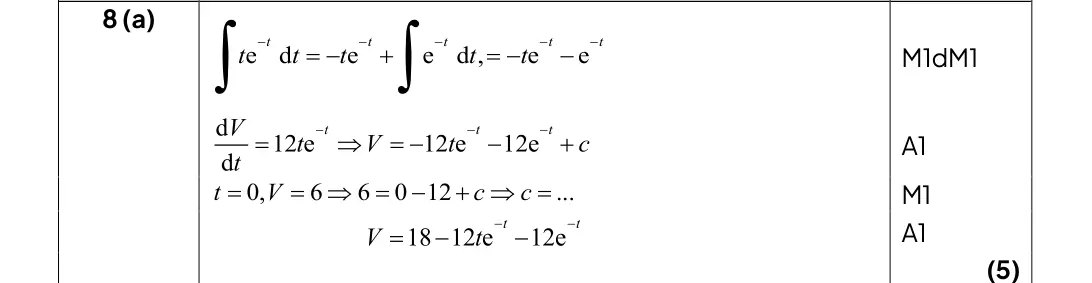 8 (a)
∫ te⁻ᵗ dt = −te⁻ᵗ + ∫ e⁻ᵗ dt, = −te⁻ᵗ − e⁻ᵗ M1dM1
dV/dt = 12te⁻ᵗ ⇒ V = −12te⁻ᵗ − 12e⁻ᵗ + c A1
t = 0, V = 6 ⇒ 6 = 0 − 12 + c ⇒ c = ... M1
V = 18 − 12te⁻ᵗ − 12e⁻ᵗ A1
(5)